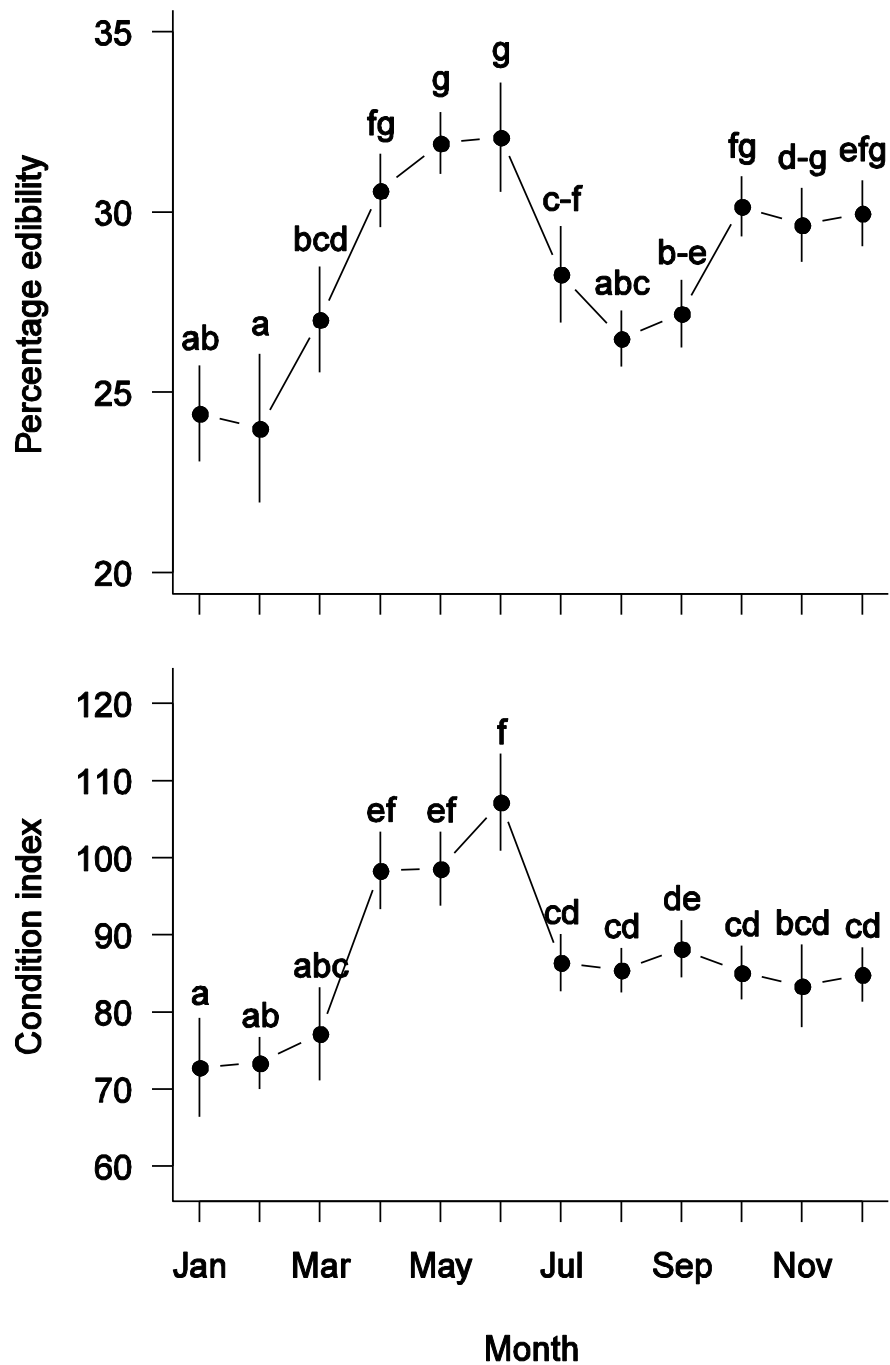 35
30
25
20
Percentage edibility
ab
a
bcd
fg
g
g
c-f
abc
b-e
fg
d-g
efg
120
110
100
90
80
70
60
Condition index
a
ab
abc
ef
ef
f
cd
cd
de
cd
bcd
cd
Jan Mar May Jul Sep Nov
Month